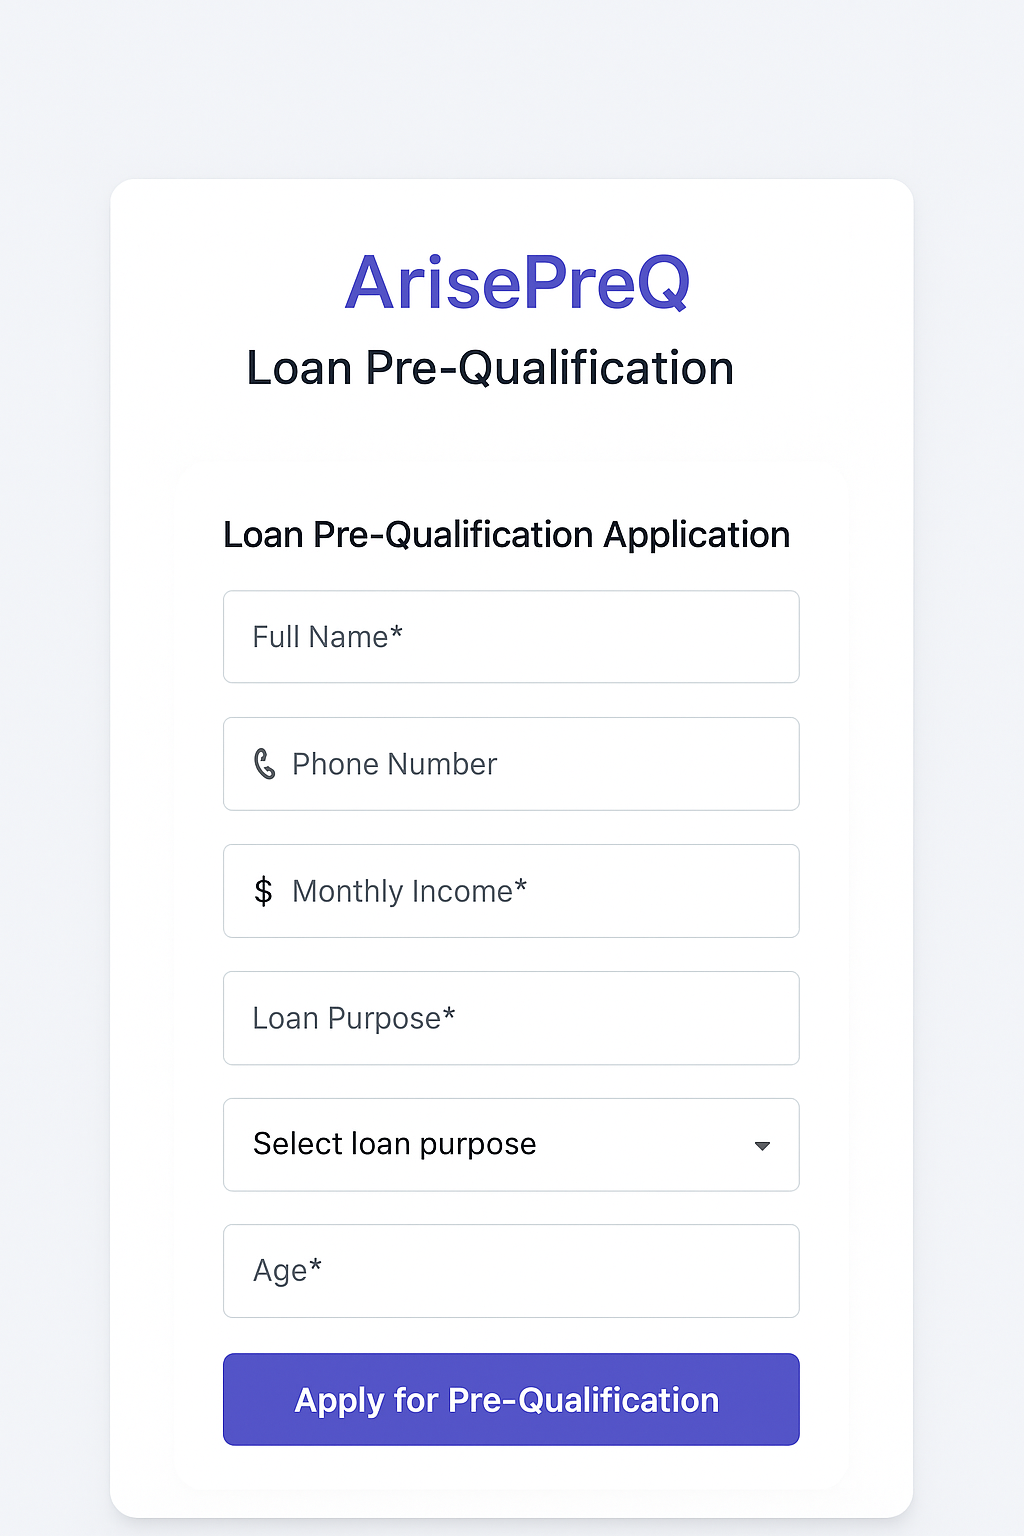 ArisePreQ
Loan Pre-Qualification
Loan Pre-Qualification Application
Full Name*
Phone Number
$ Monthly Income*
Loan Purpose*
Select loan purpose
Age*
Apply for Pre-Qualification